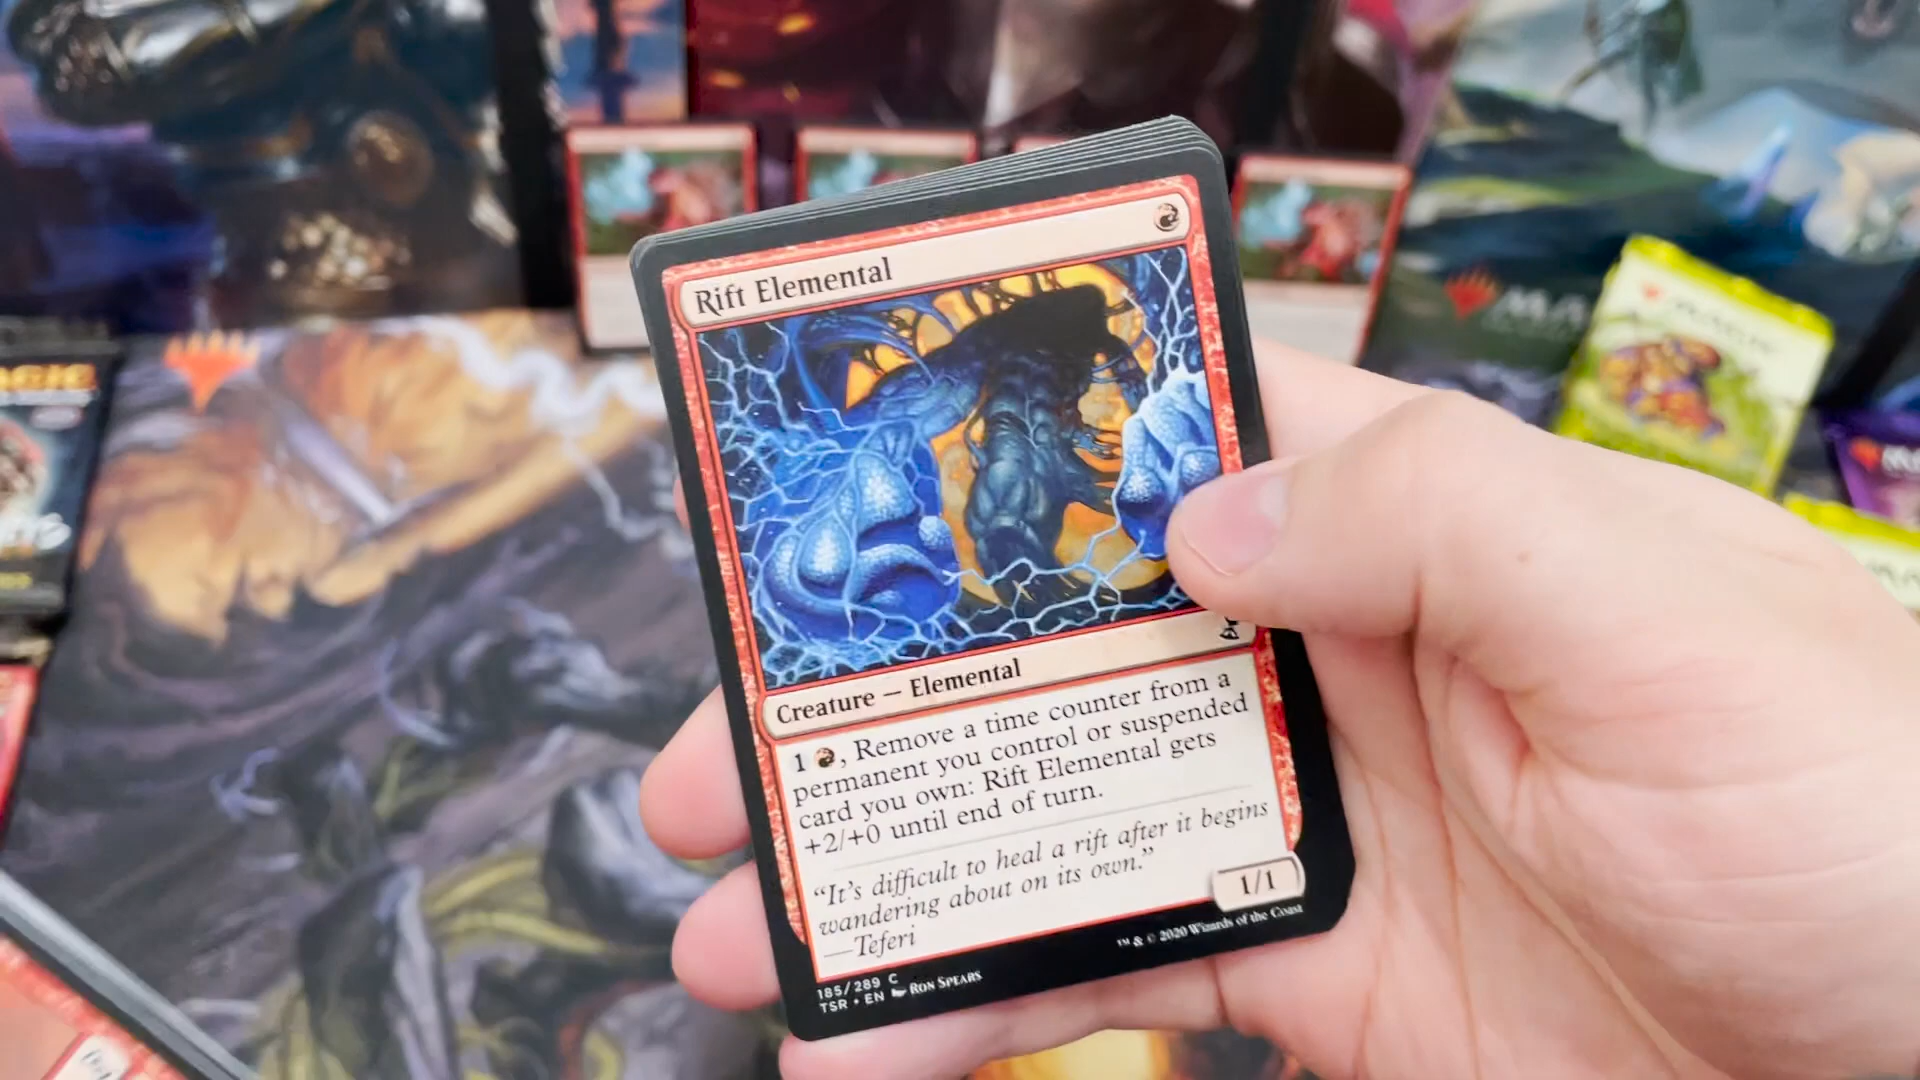 Rift Elemental
Creature — Elemental
1 , Remove a time counter from a
permanent you control or suspended
card you own: Rift Elemental gets
+2/+0 until end of turn.
“It’s difficult to heal a rift after it begins
wandering about on its own.”
—Teferi
1/1
185/289 C
TSR • EN RON SPEARS
™ & © 2020 Wizards of the Coast